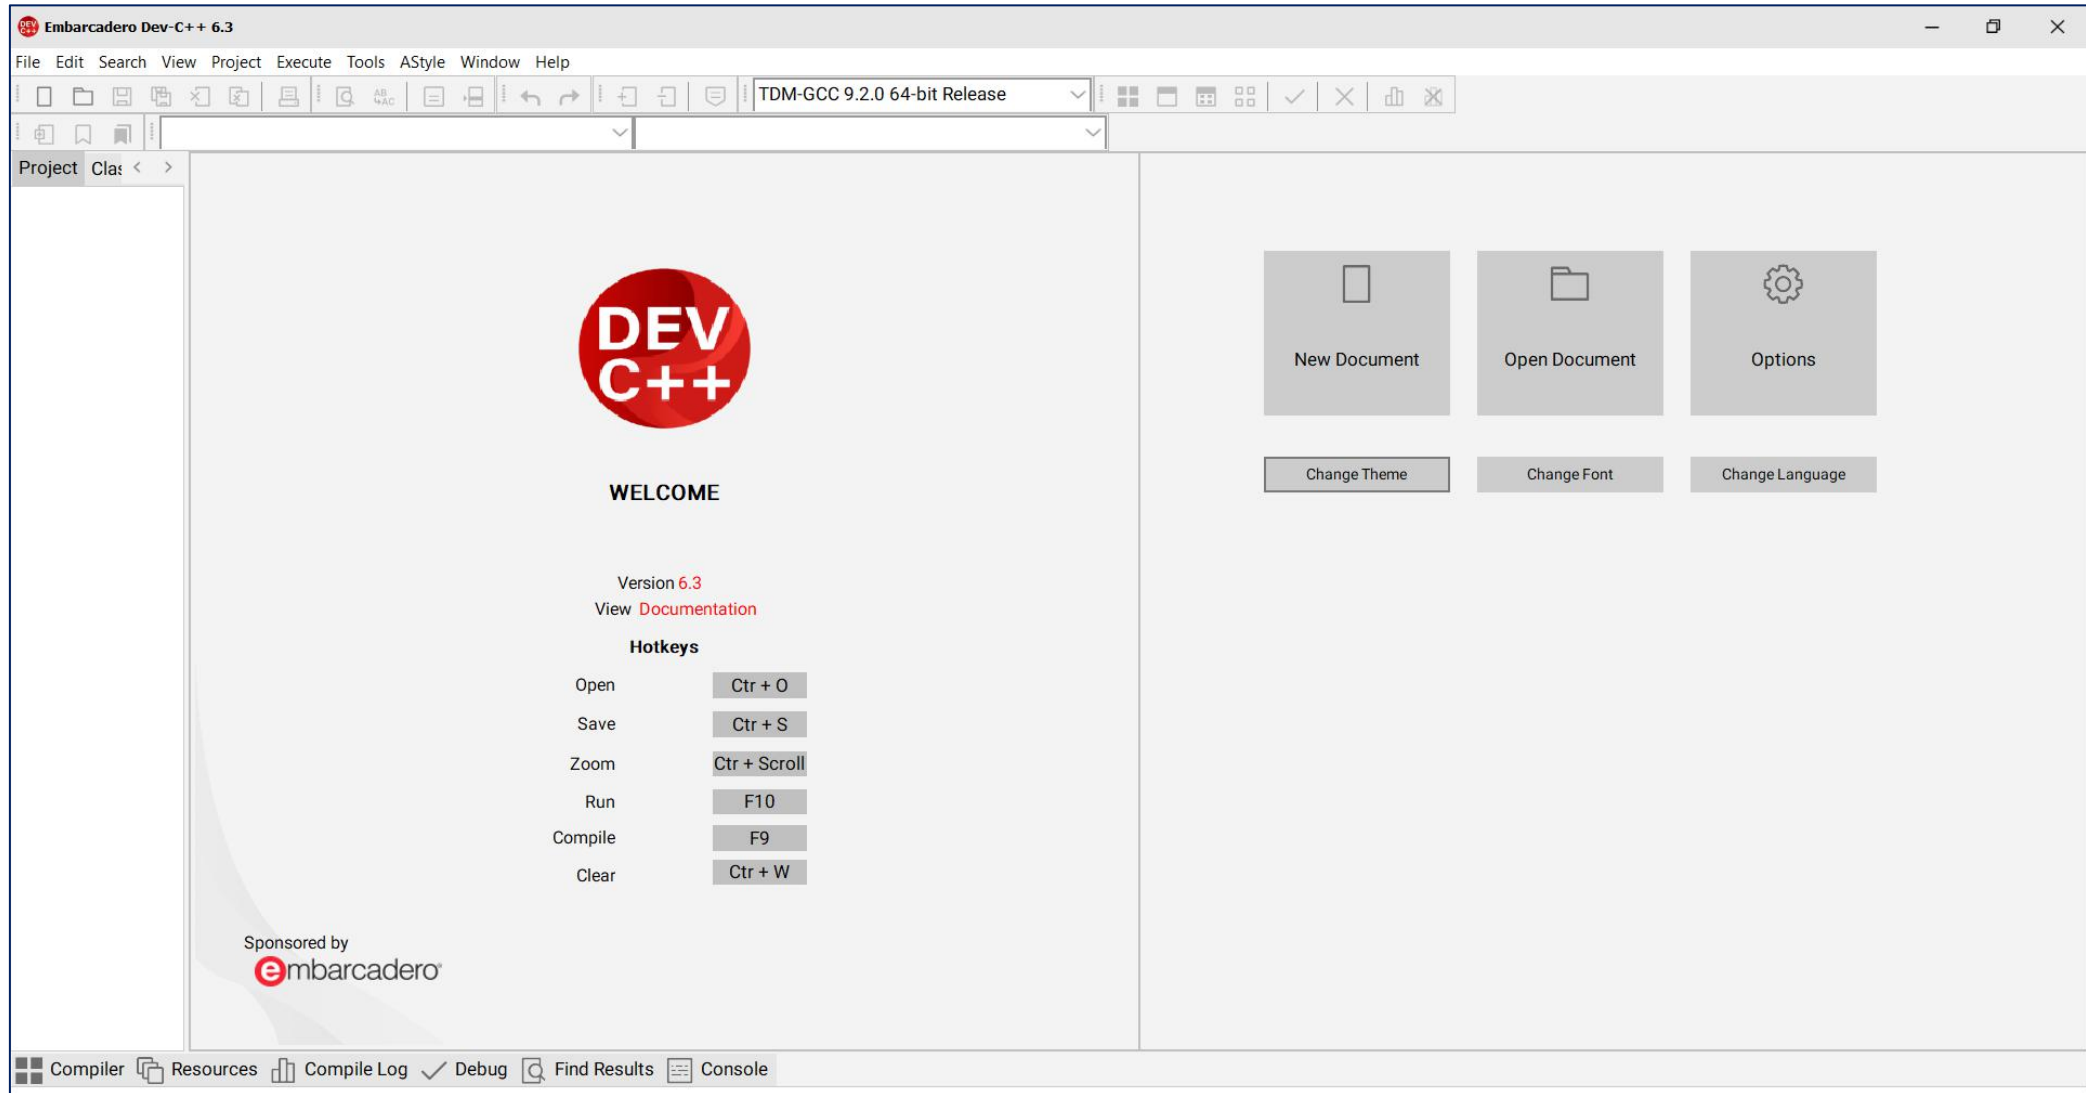 Embarcadero Dev-C++ 6.3
File Edit Search View Project Execute Tools AStyle Window Help
TDM-GCC 9.2.0 64-bit Release
Project Clas
DEV
C++
WELCOME
Version 6.3
View Documentation
Hotkeys
Open Ctr + O
Save Ctr + S
Zoom Ctr + Scroll
Run F10
Compile F9
Clear Ctr + W
Sponsored by
embarcadero
New Document
Open Document
Options
Change Theme
Change Font
Change Language
Compiler Resources Compile Log Debug Find Results Console